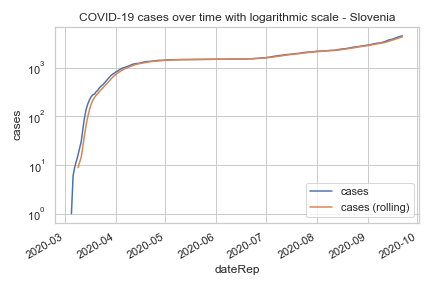 COVID-19 cases over time with logarithmic scale - Slovenia
cases
10³
10²
10¹
10⁰
cases
cases (rolling)
2020-03
2020-04
2020-05
2020-06
2020-07
2020-08
2020-09
2020-10
dateRep